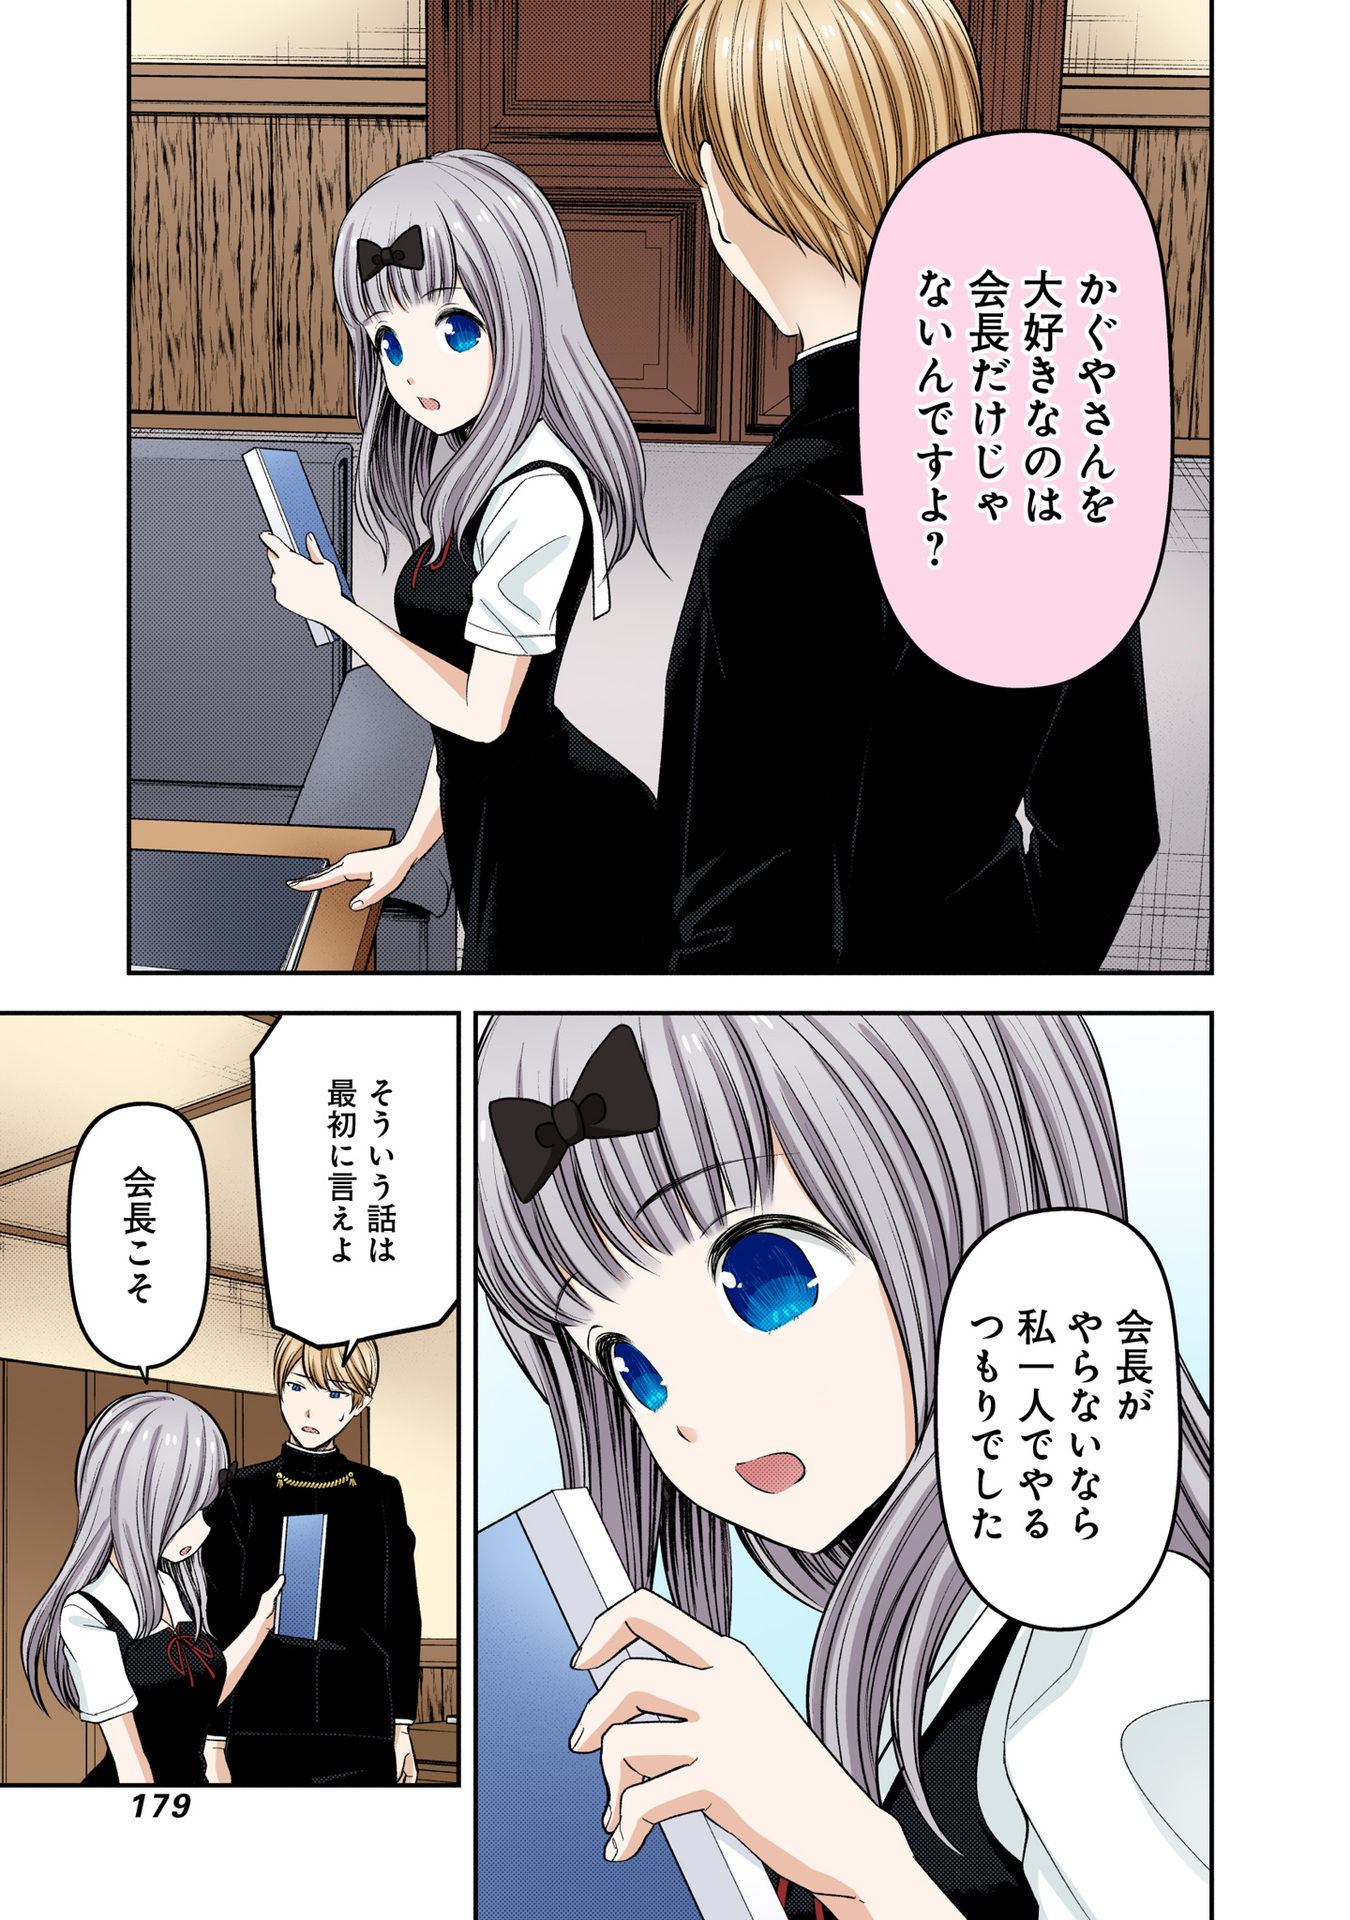 かぐやさんを
大好きなのは
会長だけじゃ
ないんですよ?
会長が
やらないなら
私一人でやる
つもりでした
そういう話は
最初に言えよ
会長こそ
179